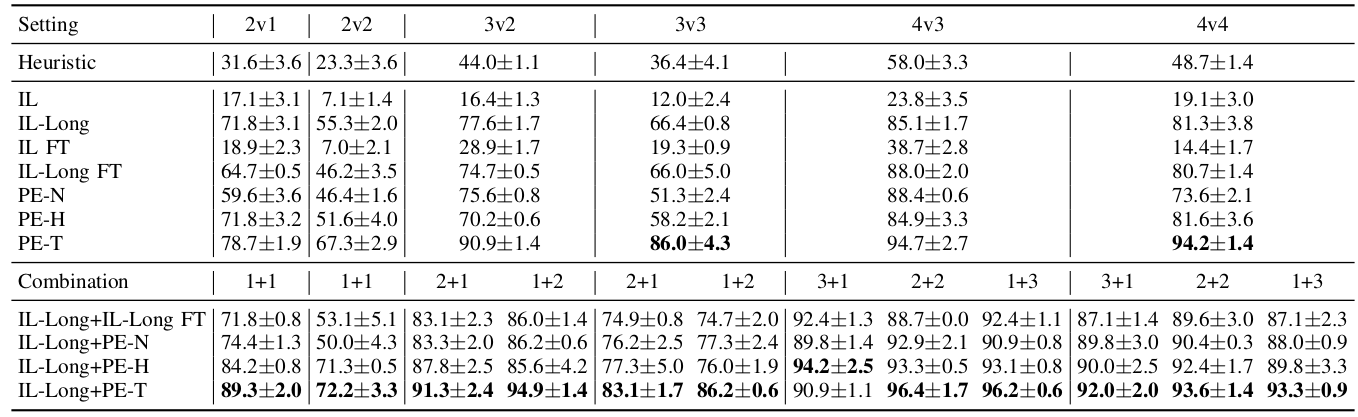 Setting 2v1 2v2 3v2 3v3 4v3 4v4
Heuristic 31.6±3.6 23.3±3.6 44.0±1.1 36.4±4.1 58.0±3.3 48.7±1.4
IL 17.1±3.1 7.1±1.4 16.4±1.3 12.0±2.4 23.8±3.5 19.1±3.0
IL-Long 71.8±3.1 55.3±2.0 77.6±1.7 66.4±0.8 85.1±1.7 81.3±3.8
IL FT 18.9±2.3 7.0±2.1 28.9±1.7 19.3±0.9 38.7±2.8 14.4±1.7
IL-Long FT 64.7±0.5 46.2±3.5 74.7±0.5 66.0±5.0 88.0±2.0 80.7±1.4
PE-N 59.6±3.6 46.4±1.6 75.6±0.8 51.3±2.4 88.4±0.6 73.6±2.1
PE-H 71.8±3.2 51.6±4.0 70.2±0.6 58.2±2.1 84.9±3.3 81.6±3.6
PE-T 78.7±1.9 67.3±2.9 90.9±1.4 86.0±4.3 94.7±2.7 94.2±1.4
Combination 1+1 1+1 2+1 1+2 2+1 1+2 3+1 2+2 1+3 3+1 2+2 1+3
IL-Long+IL-Long FT 71.8±0.8 53.1±5.1 83.1±2.3 86.0±1.4 74.9±0.8 74.7±2.0 92.4±1.3 88.7±0.0 92.4±1.1 87.1±1.4 89.6±3.0 87.1±2.3
IL-Long+PE-N 74.4±1.3 50.0±4.3 83.3±2.0 86.2±0.6 76.2±2.5 77.3±2.4 89.8±1.4 92.9±2.1 90.9±0.8 89.8±3.0 90.4±0.3 88.0±0.9
IL-Long+PE-H 84.2±0.8 71.3±0.5 87.8±2.5 85.6±4.2 77.3±5.0 76.0±1.9 94.2±2.5 93.3±0.5 93.1±0.8 90.0±2.5 92.4±1.7 89.8±3.3
IL-Long+PE-T 89.3±2.0 72.2±3.3 91.3±2.4 94.9±1.4 83.1±1.7 86.2±0.6 90.9±1.1 96.4±1.7 96.2±0.6 92.0±2.0 93.6±1.4 93.3±0.9